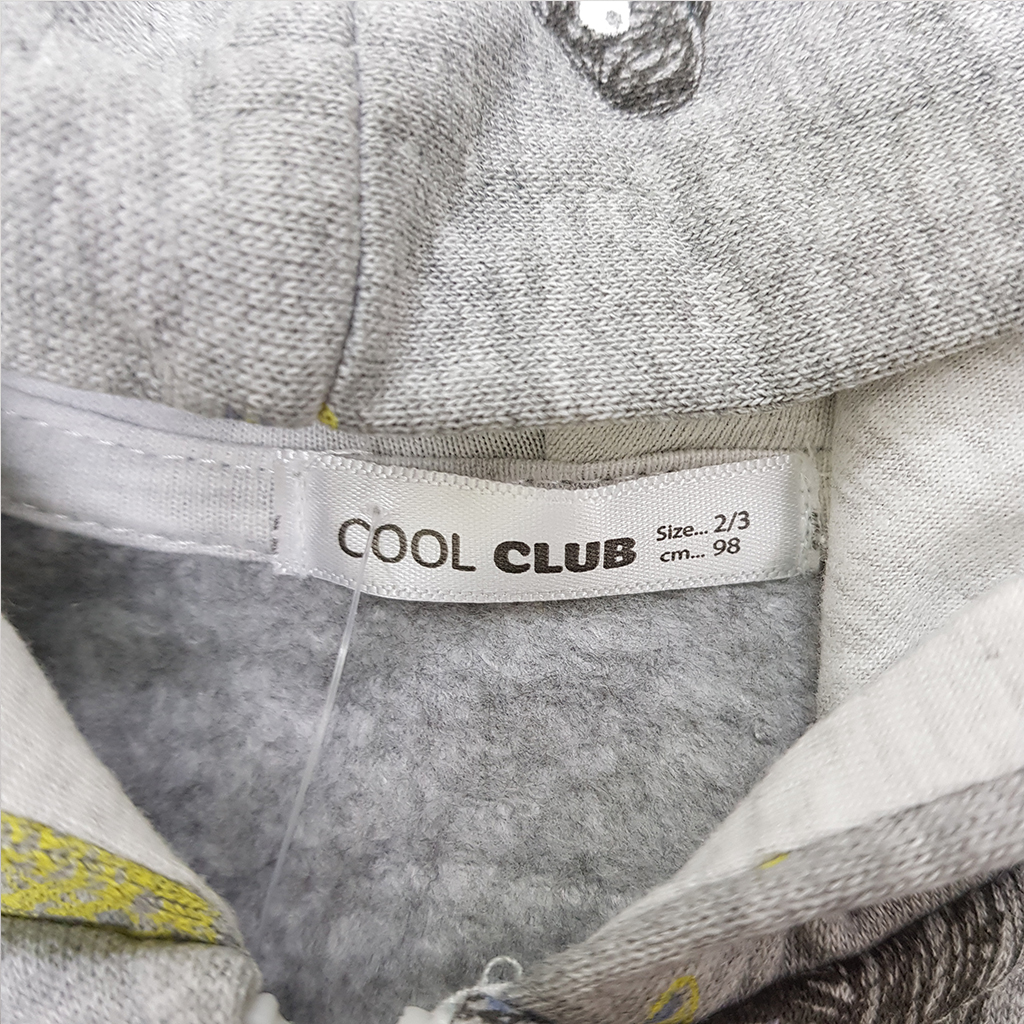 COOL CLUB
Size... 2/3
cm... 98